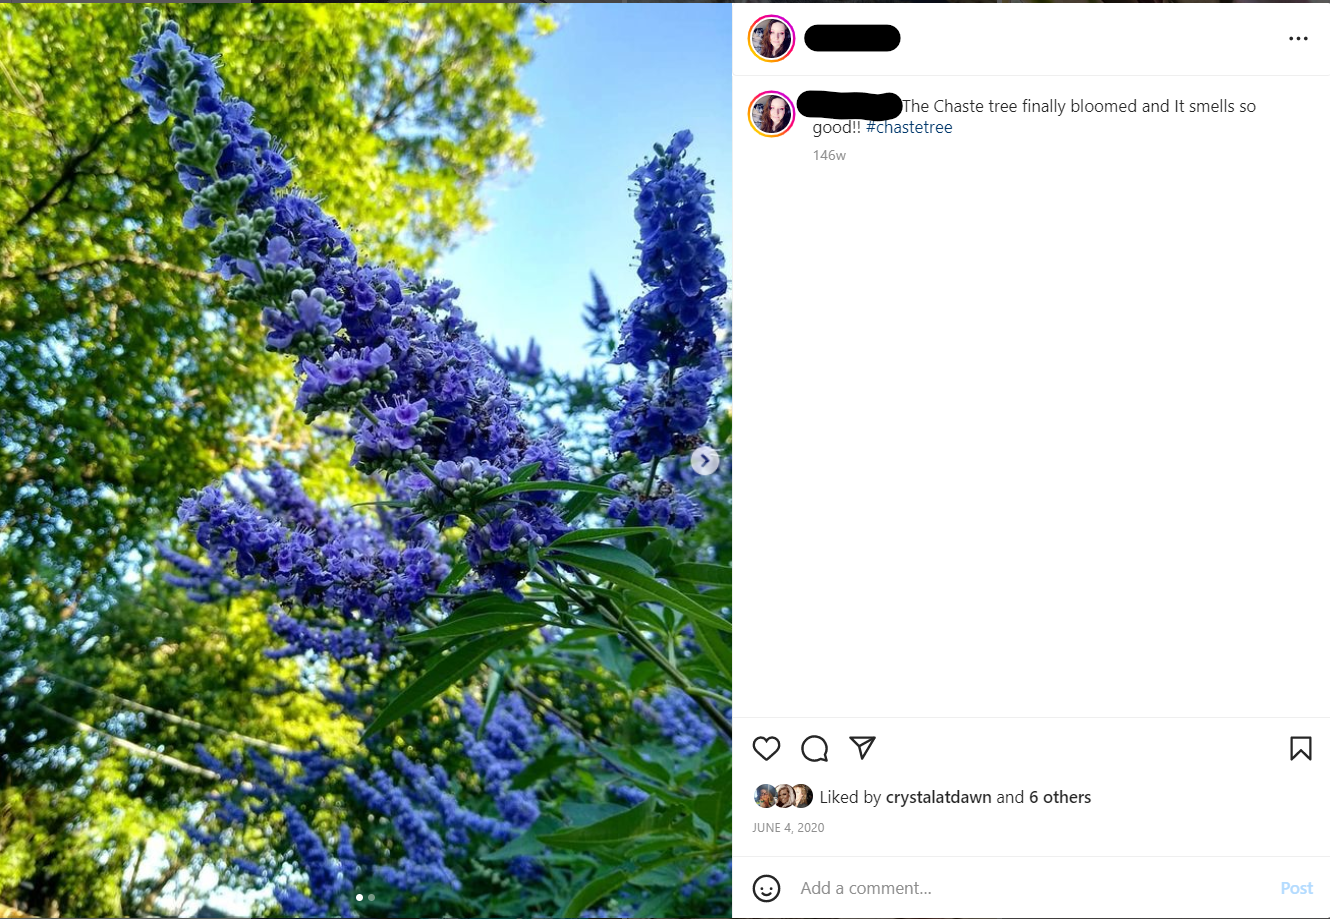 The Chaste tree finally bloomed and It smells so
good!! #chastetree
146w
Liked by crystalatdawn and 6 others
JUNE 4, 2020
Add a comment...
Post